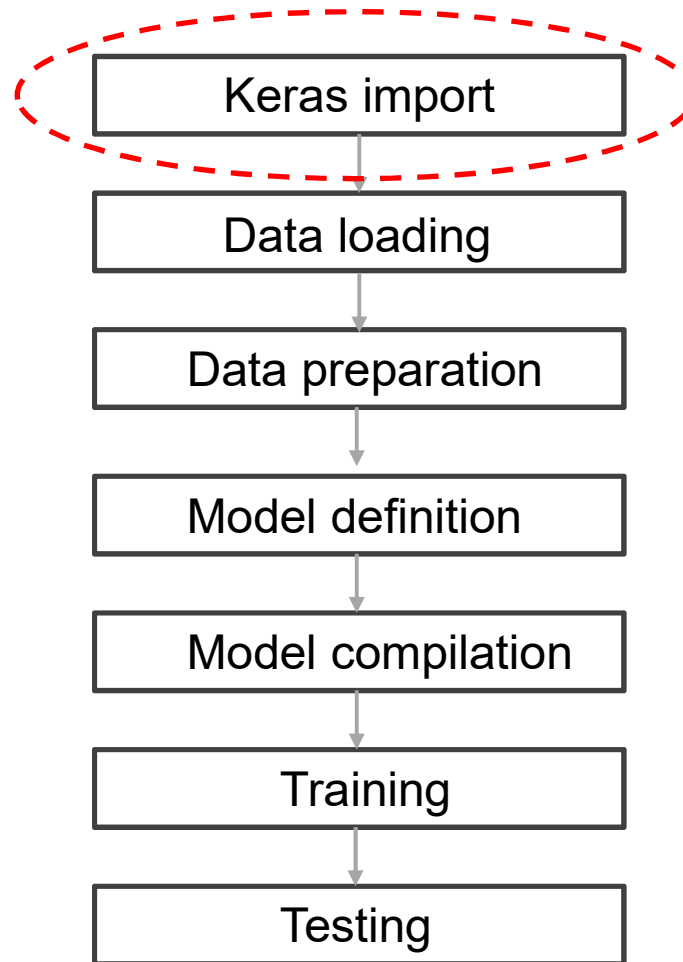 Keras import
Data loading
Data preparation
Model definition
Model compilation
Training
Testing